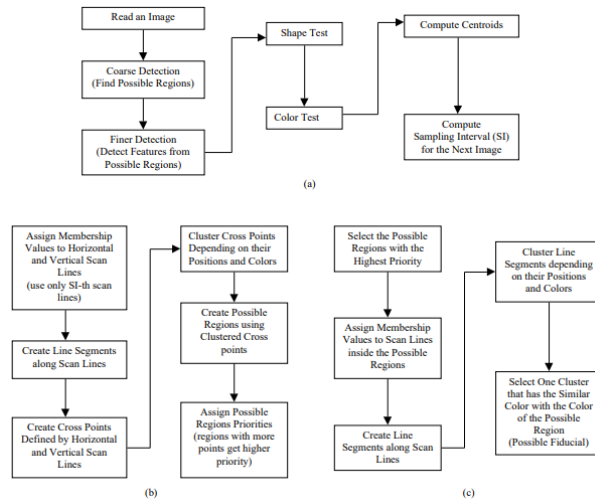 Read an Image
Coarse Detection
(Find Possible Regions)
Finer Detection
(Detect Features from
Possible Regions)
Shape Test
Color Test
Compute Centroids
Compute
Sampling Interval (SI)
for the Next Image
(a)
Assign Membership
Values to Horizontal
and Vertical Scan
Lines
(use only SI-th scan
lines)
Create Line Segments
along Scan Lines
Create Cross Points
Defined by Horizontal
and Vertical Scan
Lines
Cluster Cross Points
Depending on their
Positions and Colors
Create Possible
Regions using
Clustered Cross
points
Assign Possible
Regions Priorities
(regions with more
points get higher
priority)
(b)
Select the Possible
Regions with the
Highest Priority
Assign Membership
Values to Scan Lines
inside the Possible
Regions
Create Line
Segments along Scan
Lines
Cluster Line
Segments depending
on their Positions
and Colors
Select One Cluster
that has the Similar
Color with the Color
of the Possible
Region
(Possible Fiducial)
(c)